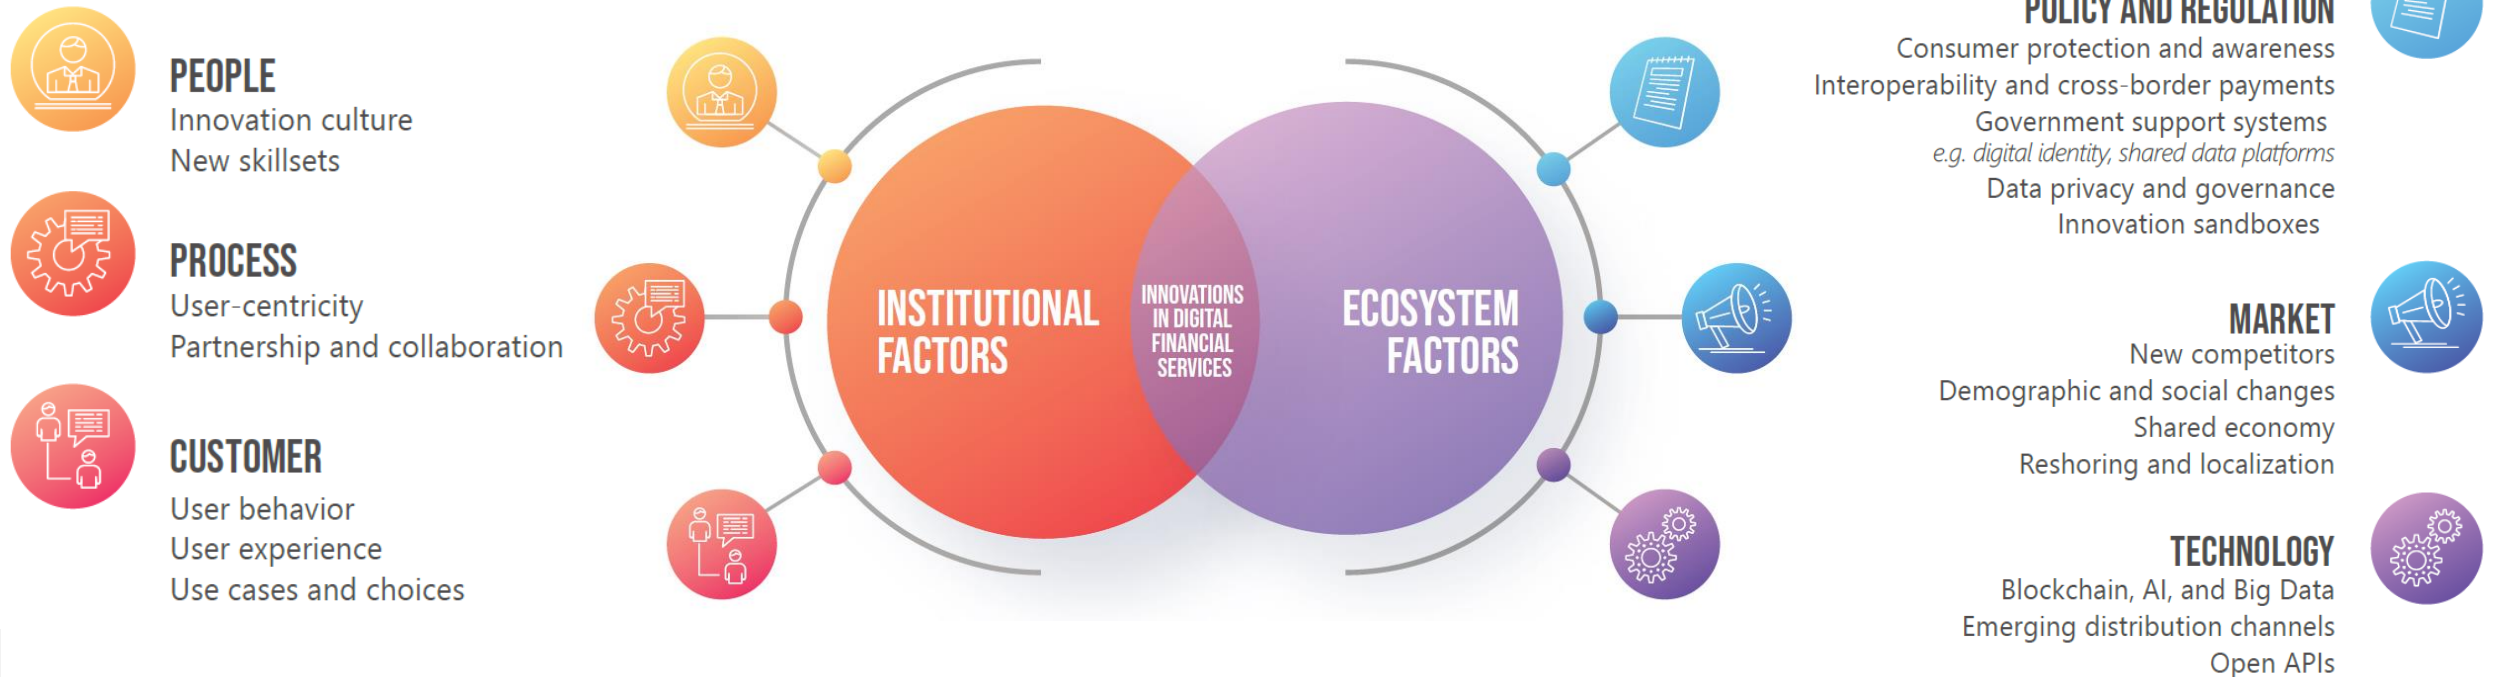 PEOPLE
Innovation culture
New skillsets
PROCESS
User-centricity
Partnership and collaboration
CUSTOMER
User behavior
User experience
Use cases and choices
INSTITUTIONAL
FACTORS
INNOVATIONS
IN DIGITAL
FINANCIAL
SERVICES
ECOSYSTEM
FACTORS
POLICY AND REGULATION
Consumer protection and awareness
Interoperability and cross-border payments
Government support systems
e.g. digital identity, shared data platforms
Data privacy and governance
Innovation sandboxes
MARKET
New competitors
Demographic and social changes
Shared economy
Reshoring and localization
TECHNOLOGY
Blockchain, AI, and Big Data
Emerging distribution channels
Open APIs